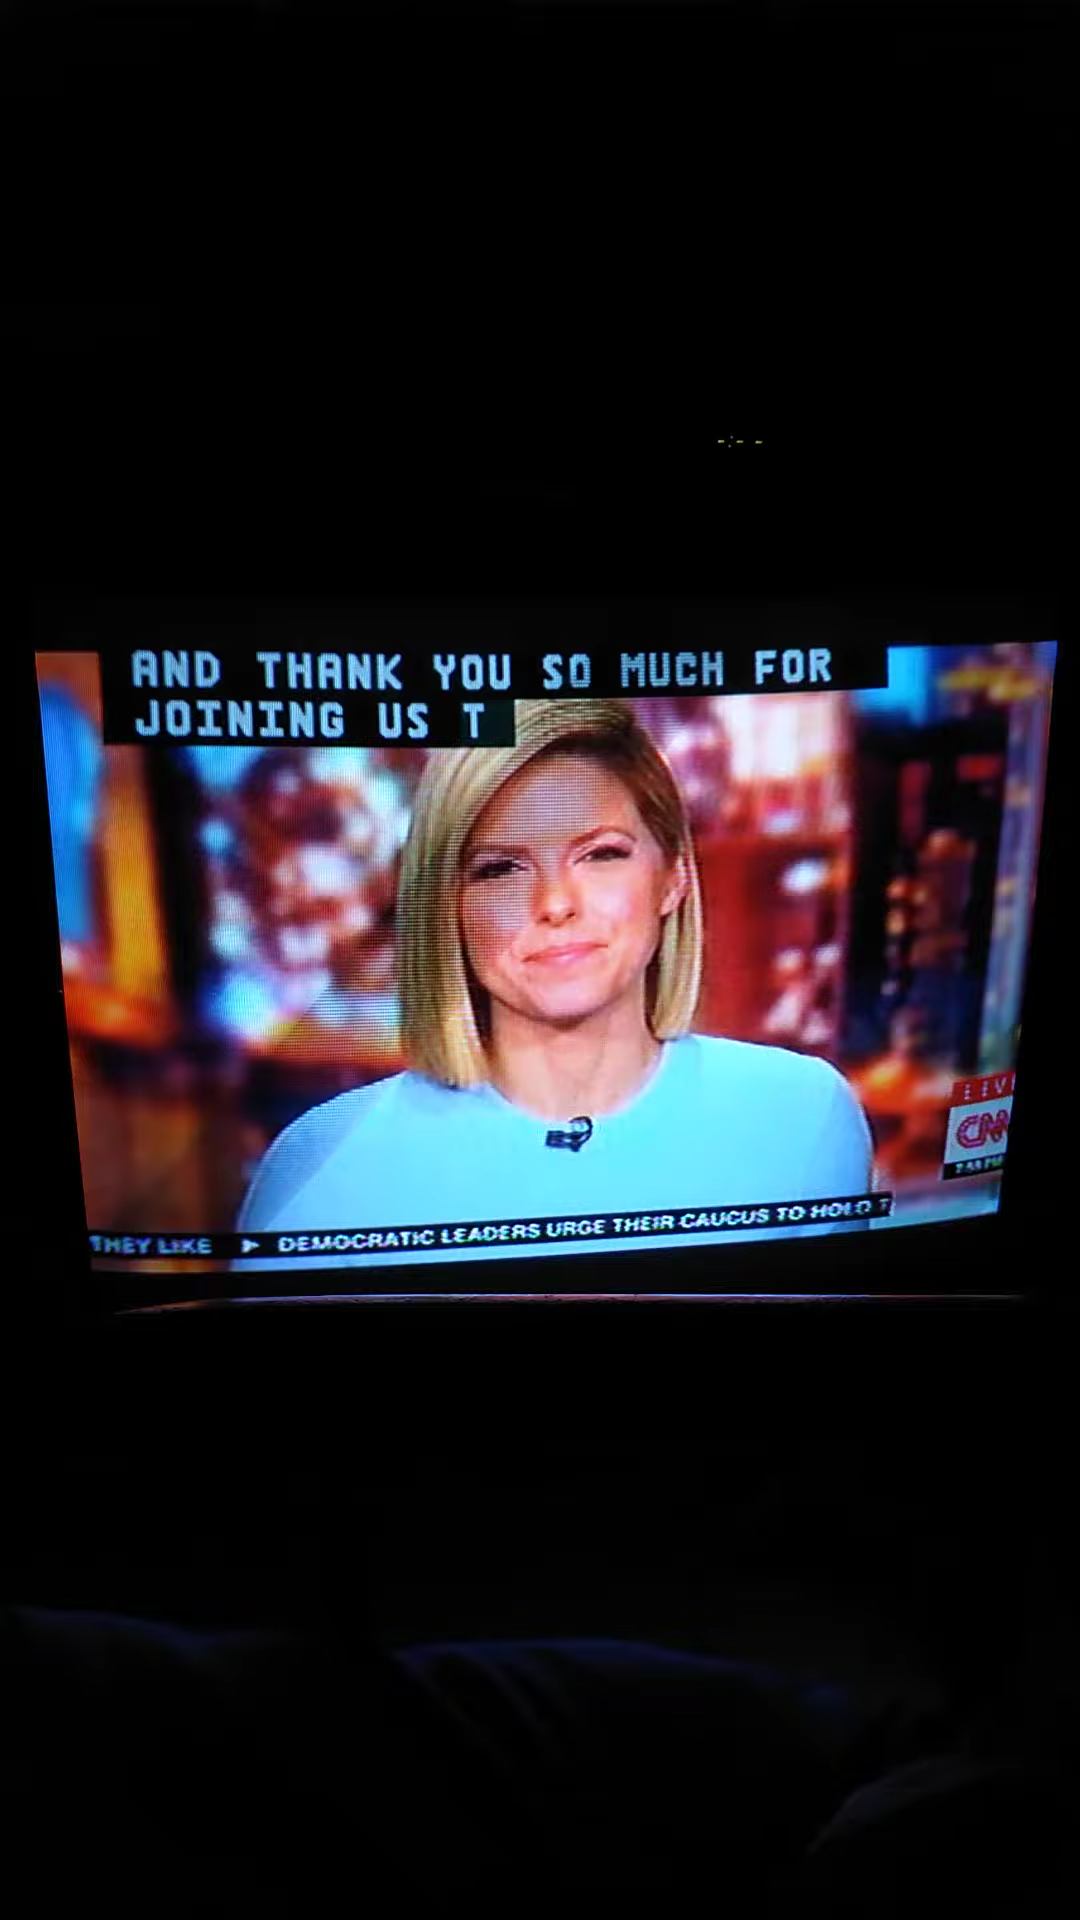 AND THANK YOU SO MUCH FOR
JOINING US T
LIVE
CNN
THEY LIKE ► DEMOCRATIC LEADERS URGE THEIR CAUCUS TO HOLD T